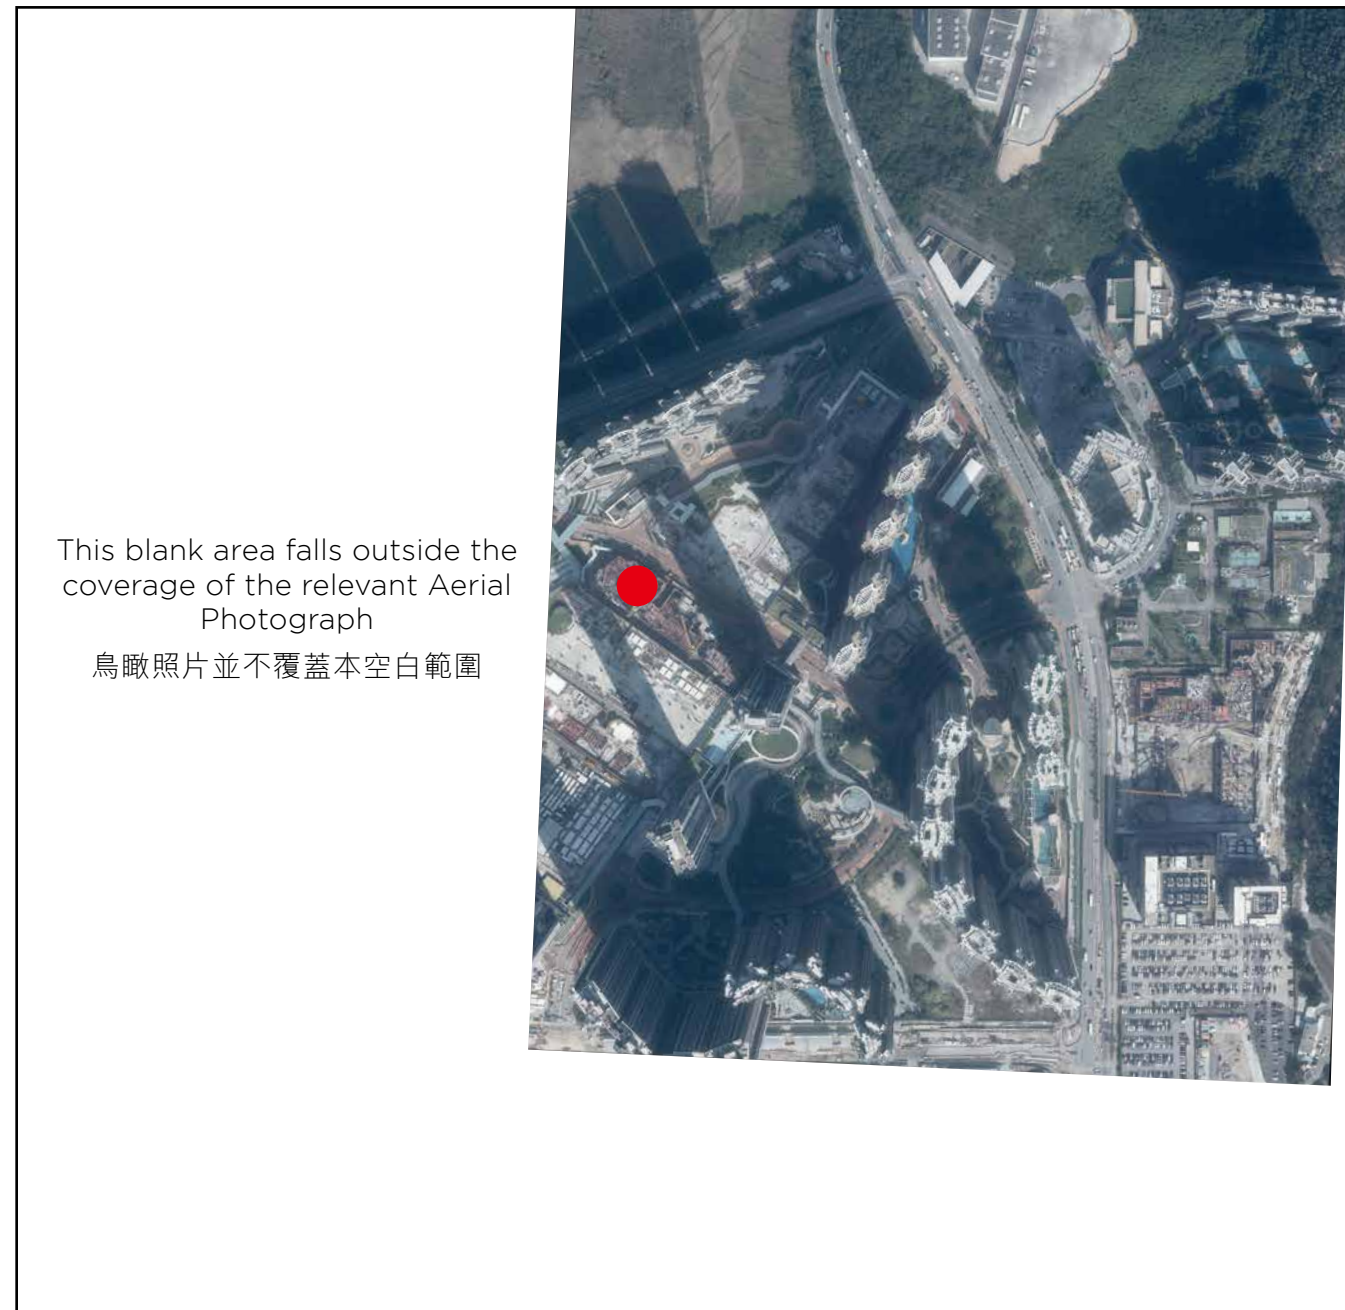 This blank area falls outside the
coverage of the relevant Aerial
Photograph
鳥瞰照片並不覆蓋本空白範圍